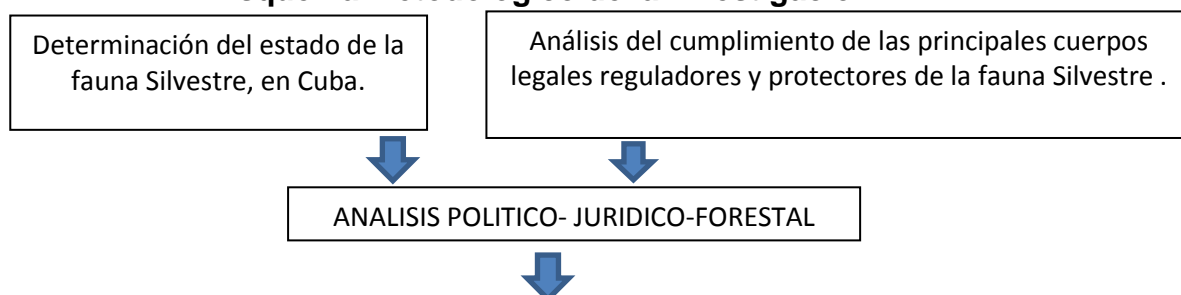 Determinación del estado de la
fauna Silvestre, en Cuba.
Análisis del cumplimiento de las principales cuerpos
legales reguladores y protectores de la fauna Silvestre .
ANALISIS POLITICO- JURIDICO-FORESTAL